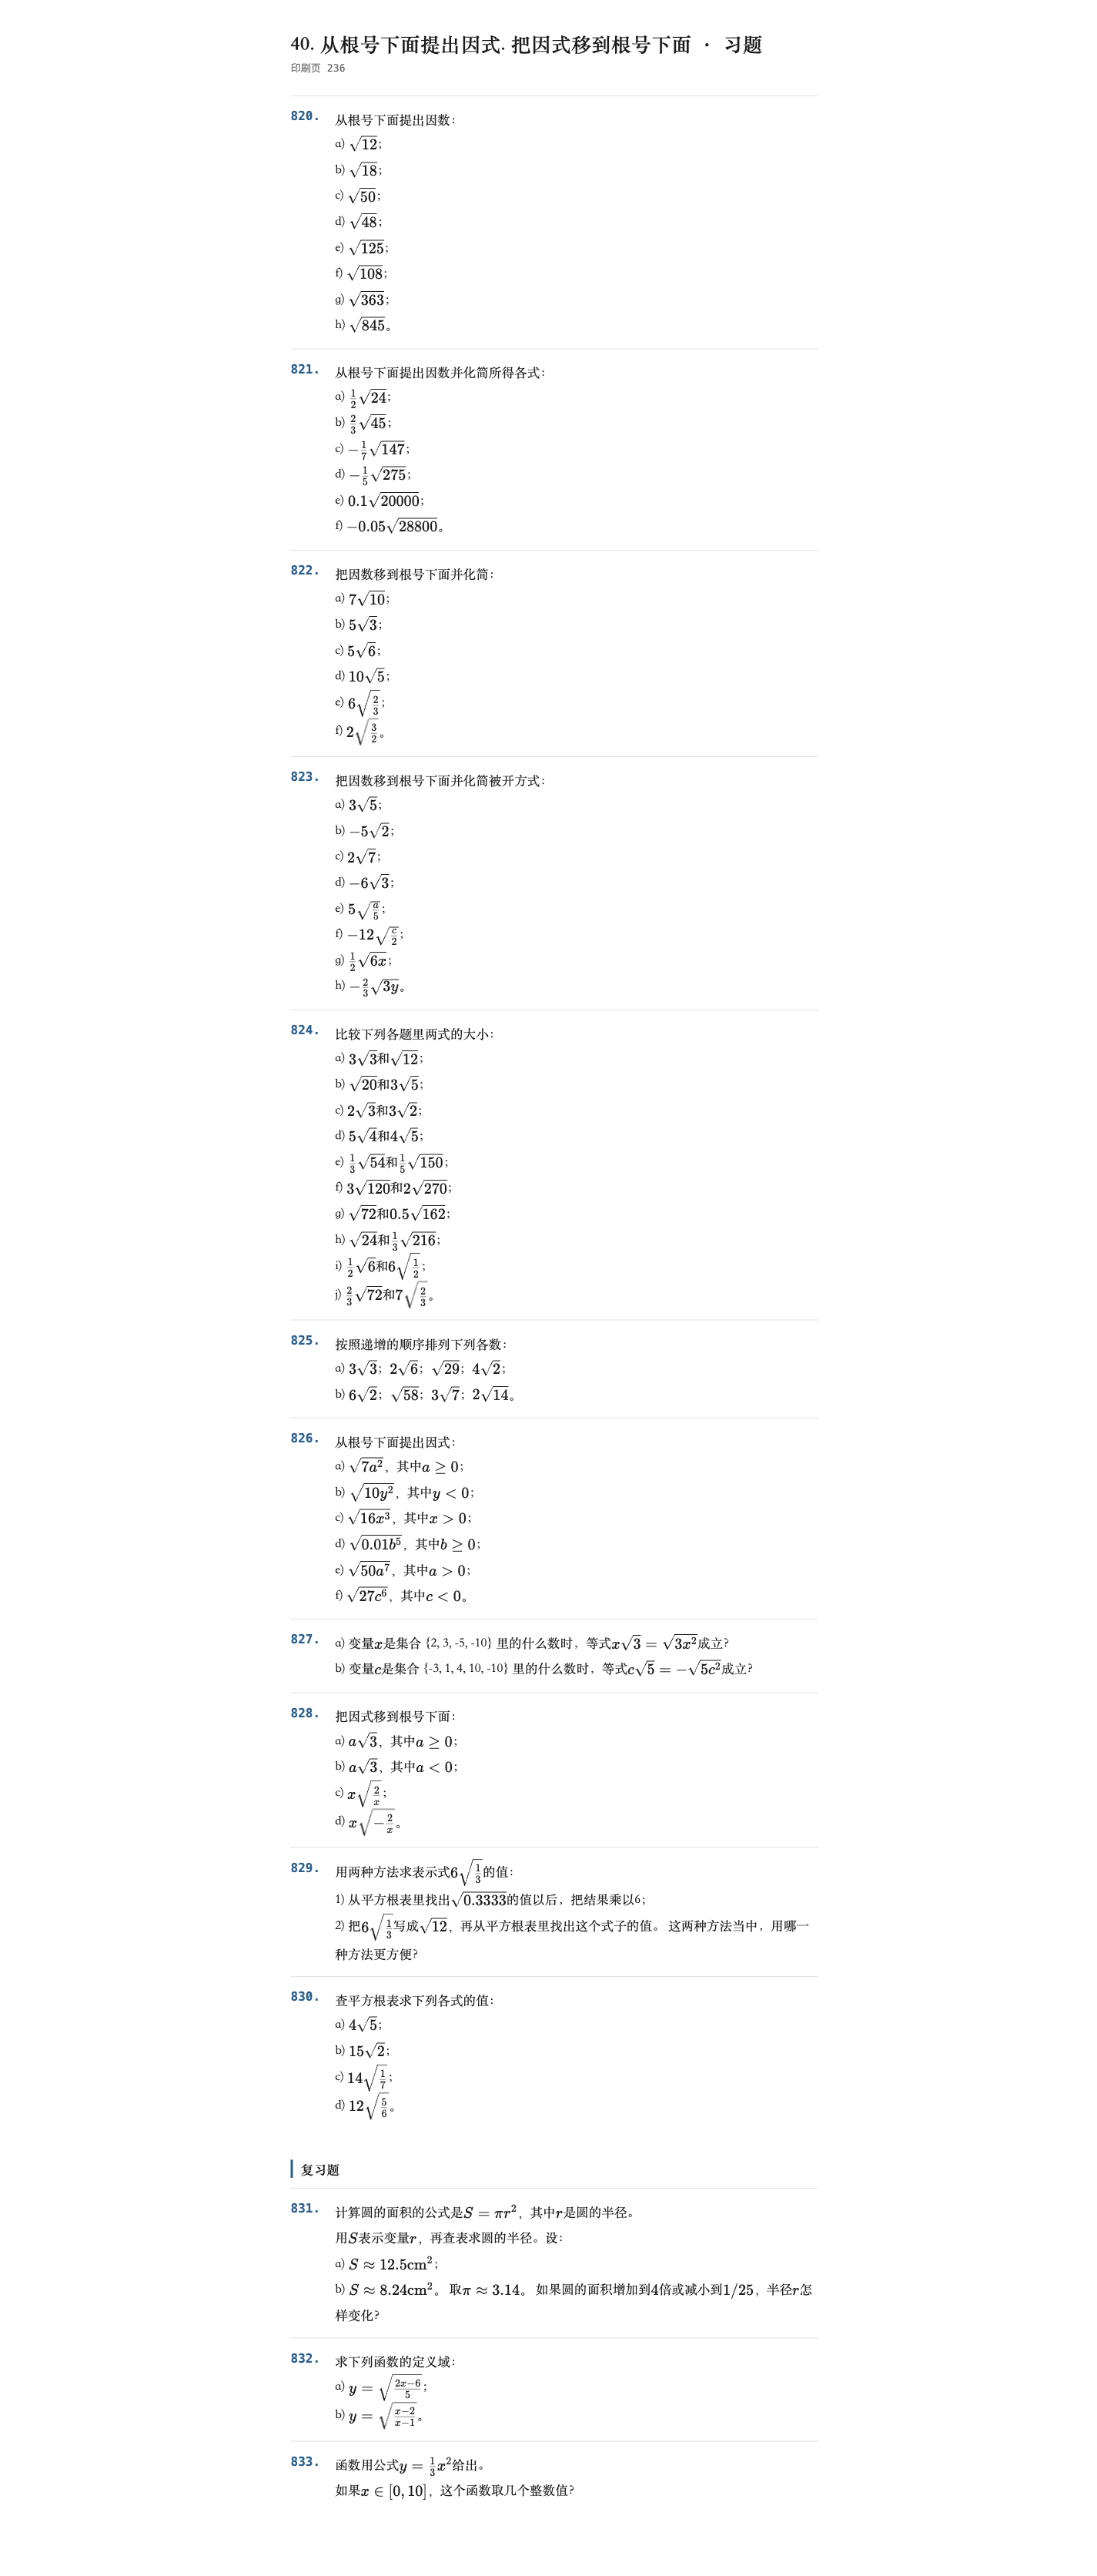 40. 从根号下面提出因式. 把因式移到根号下面 · 习题
印刷页 236
820. 从根号下面提出因数:
a) √12;
b) √18;
c) √50;
d) √48;
e) √125;
f) √108;
g) √363;
h) √845。
821. 从根号下面提出因数并化简所得各式:
a) 1/2√24;
b) 2/3√45;
c) −1/7√147;
d) −1/5√275;
e) 0.1√20000;
f) −0.05√28800。
822. 把因数移到根号下面并化简:
a) 7√10;
b) 5√3;
c) 5√6;
d) 10√5;
e) 6√(2/3);
f) 2√(3/2)。
823. 把因数移到根号下面并化简被开方式:
a) 3√5;
b) −5√2;
c) 2√7;
d) −6√3;
e) 5√(a/5);
f) −12√(c/2);
g) 1/2√(6x);
h) −2/3√(3y)。
824. 比较下列各题里两式的大小:
a) 3√3和√12;
b) √20和3√5;
c) 2√3和3√2;
d) 5√4和4√5;
e) 1/3√54和1/5√150;
f) 3√120和2√270;
g) √72和0.5√162;
h) √24和1/3√216;
i) 1/2√6和6√(1/2);
j) 2/3√72和7√(2/3)。
825. 按照递增的顺序排列下列各数:
a) 3√3; 2√6; √29; 4√2;
b) 6√2; √58; 3√7; 2√14。
826. 从根号下面提出因式:
a) √(7a²), 其中a ≥ 0;
b) √(10y²), 其中y < 0;
c) √(16x³), 其中x > 0;
d) √(0.01b⁵), 其中b ≥ 0;
e) √(50a⁷), 其中a > 0;
f) √(27c⁶), 其中c < 0。
827. a) 变量x是集合 {2, 3, -5, -10} 里的什么数时, 等式x√3 = √(3x²)成立?
b) 变量c是集合 {-3, 1, 4, 10, -10} 里的什么数时, 等式c√5 = −√(5c²)成立?
828. 把因式移到根号下面:
a) a√3, 其中a ≥ 0;
b) a√3, 其中a < 0;
c) x√(2/x);
d) x√(−2/x)。
829. 用两种方法求表示式6√(1/3)的值:
1) 从平方根表里找出√0.3333的值以后, 把结果乘以6;
2) 把6√(1/3)写成√12, 再从平方根表里找出这个式子的值。 这两种方法当中, 用哪一
种方法更方便?
830. 查平方根表求下列各式的值:
a) 4√5;
b) 15√2;
c) 14√(1/7);
d) 12√(5/6)。
复习题
831. 计算圆的面积的公式是S = πr², 其中r是圆的半径。
用S表示变量r, 再查表求圆的半径。设:
a) S ≈ 12.5cm²;
b) S ≈ 8.24cm²。 取π ≈ 3.14。 如果圆的面积增加到4倍或减小到1/25, 半径r怎
样变化?
832. 求下列函数的定义域:
a) y = √((2x−6)/5);
b) y = √((x−2)/(x−1))。
833. 函数用公式y = 1/3x²给出。
如果x ∈ [0, 10], 这个函数取几个整数值?